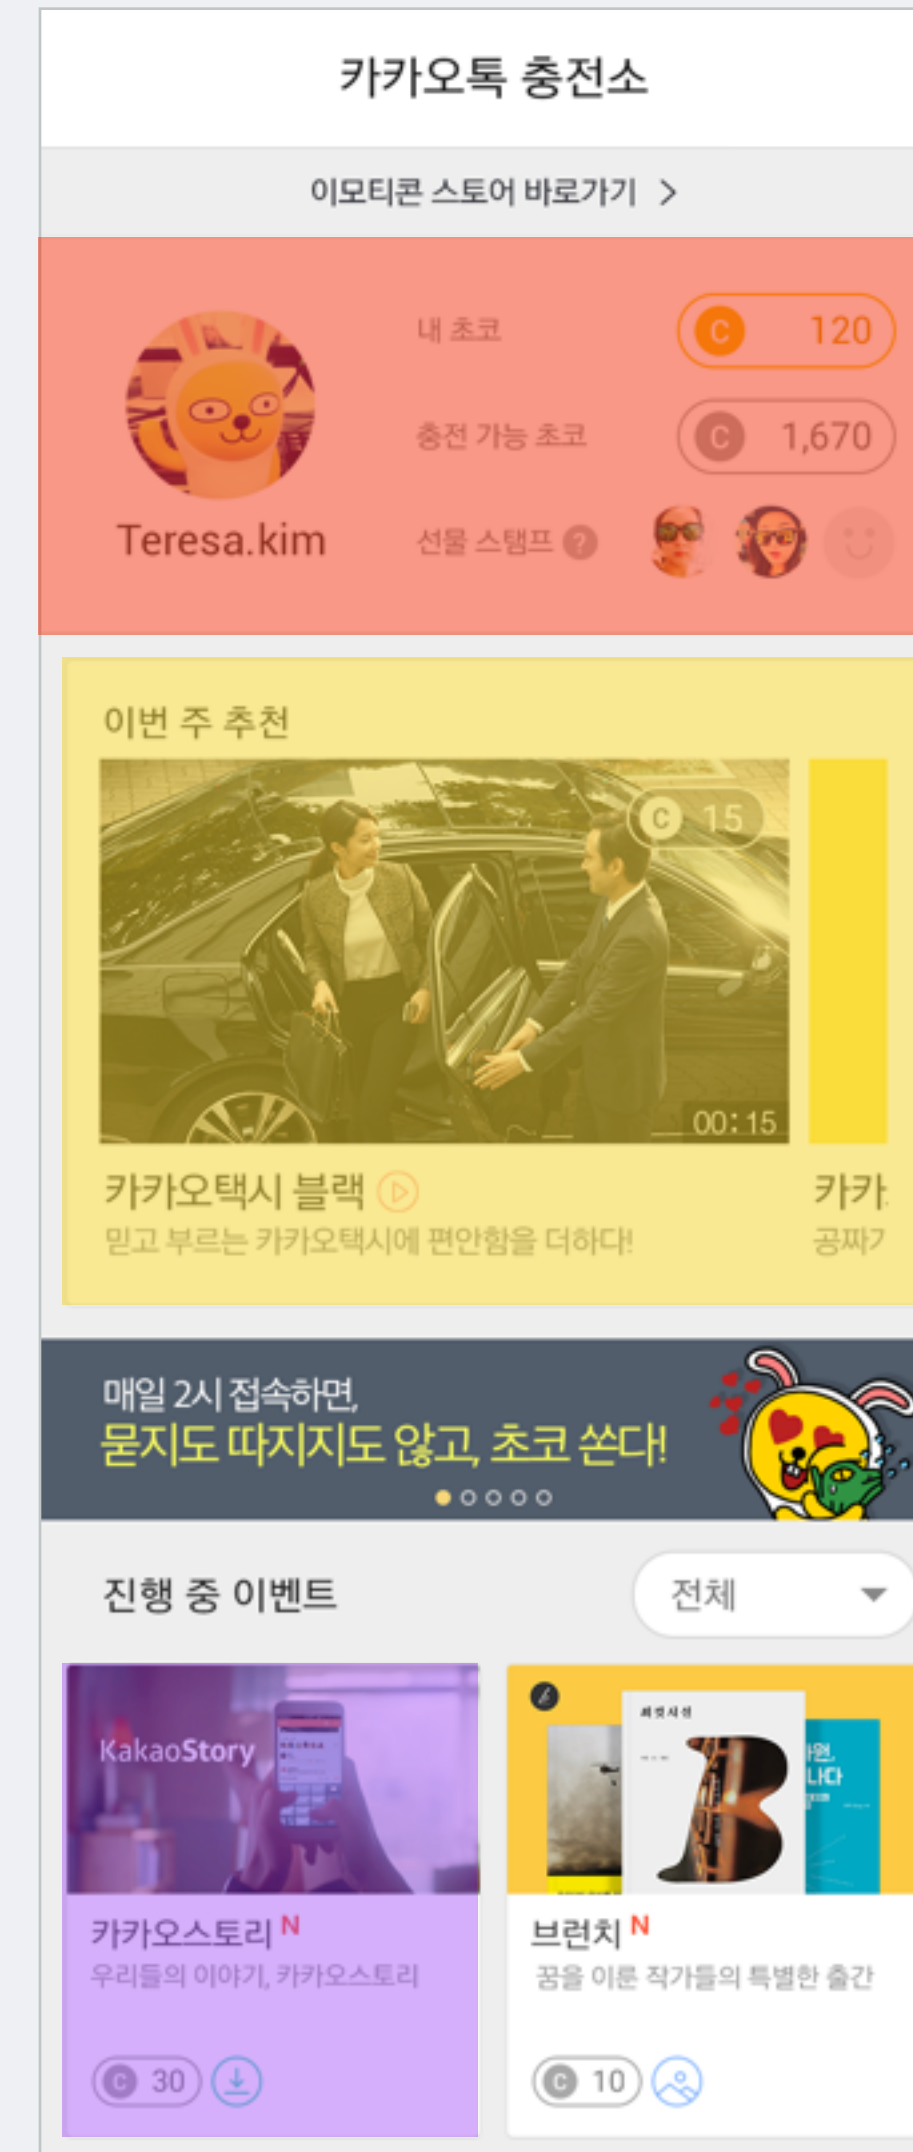 카카오톡 충전소
이모티콘 스토어 바로가기 >
내 초코 C 120
충전 가능 초코 C 1,670
Teresa.kim
선물 스탬프 ?
이번 주 추천
C 15
00:15
카카오택시 블랙
믿고 부르는 카카오택시에 편안함을 더하다!
카카
공짜
매일 2시 접속하면,
묻지도 따지지도 않고, 초코 쏜다!
진행 중 이벤트
전체
KakaoStory
카카오스토리 N
우리들의 이야기, 카카오스토리
C 30
브런치 N
꿈을 이룬 작가들의 특별한 출간
C 10